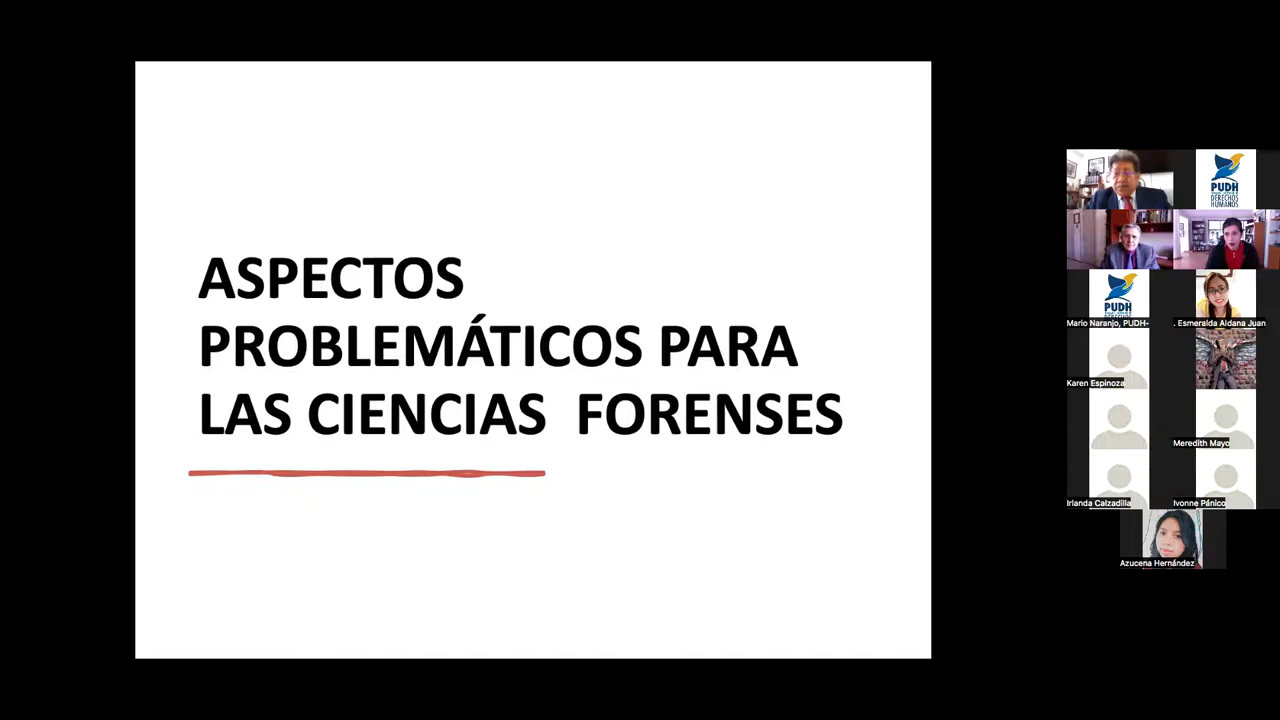 ASPECTOS
PROBLEMÁTICOS PARA
LAS CIENCIAS  FORENSES
PUDH
DERECHOS
HUMANOS
PUDH
Mario Naranjo, PUDH-
. Esmeralda Aldana Juan
Karen Espinoza
Meredith Mayo
Irlanda Calzadilla
Ivonne Pánico
Azucena Hernández